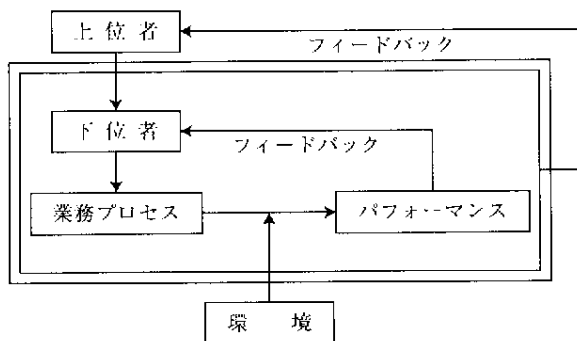 上位者
フィードバック
下位者
フィードバック
業務プロセス
パフォーマンス
環境